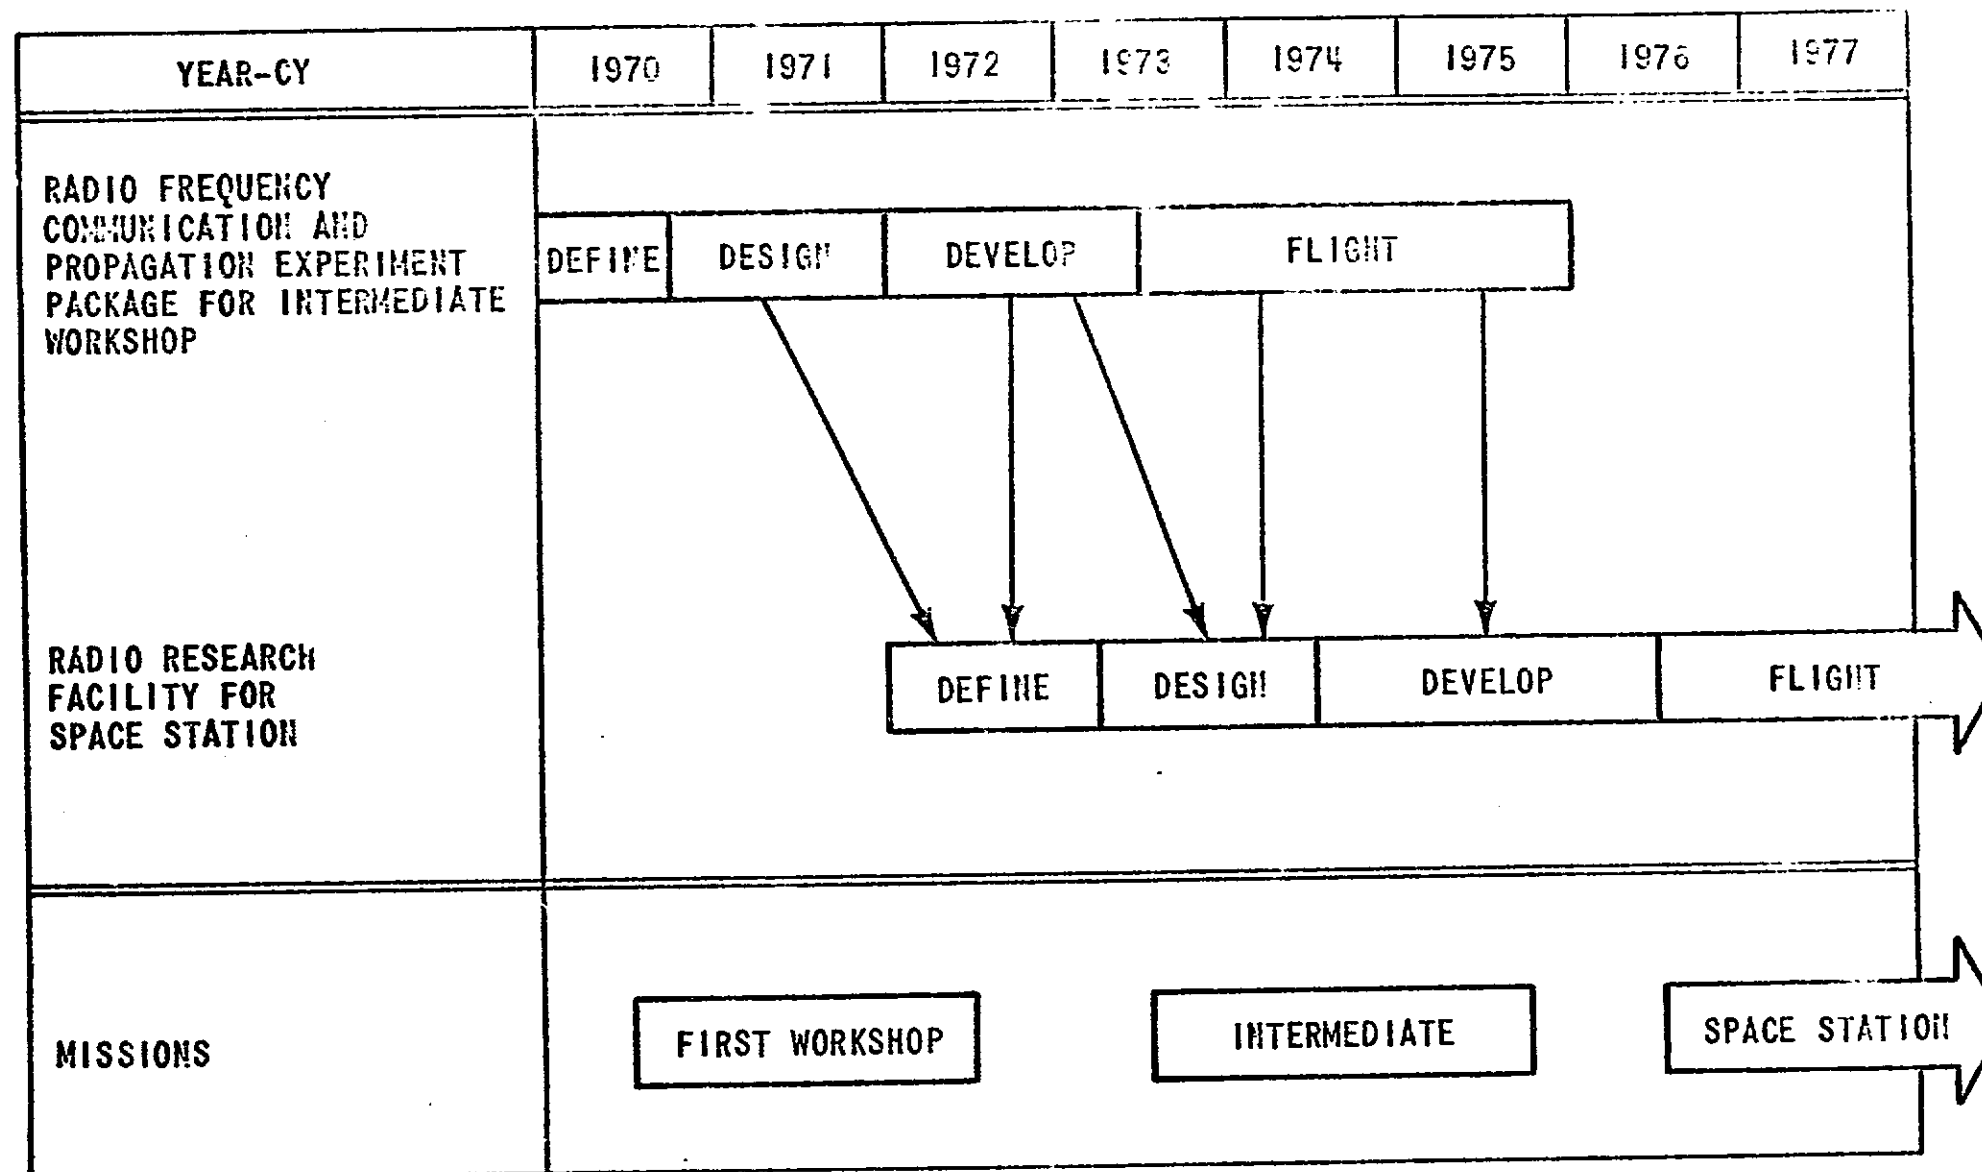 YEAR-CY 1970 1971 1972 1973 1974 1975 1976 1977
RADIO FREQUENCY
COMMUNICATION AND
PROPAGATION EXPERIMENT
PACKAGE FOR INTERMEDIATE
WORKSHOP
DEFINE DESIGN DEVELOP FLIGHT
RADIO RESEARCH
FACILITY FOR
SPACE STATION
DEFINE DESIGN DEVELOP FLIGHT
MISSIONS
FIRST WORKSHOP INTERMEDIATE SPACE STATION